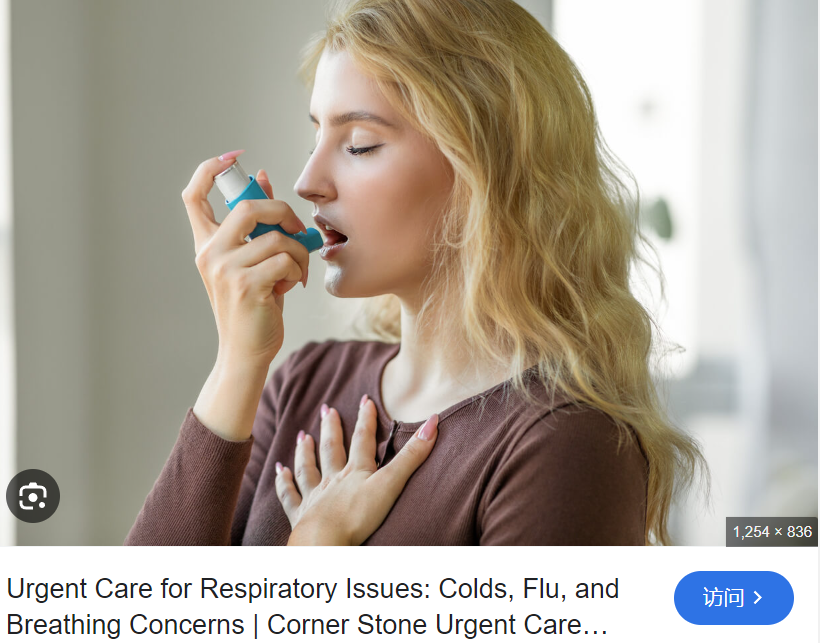 1,254 × 836
Urgent Care for Respiratory Issues: Colds, Flu, and
Breathing Concerns | Corner Stone Urgent Care…
访问